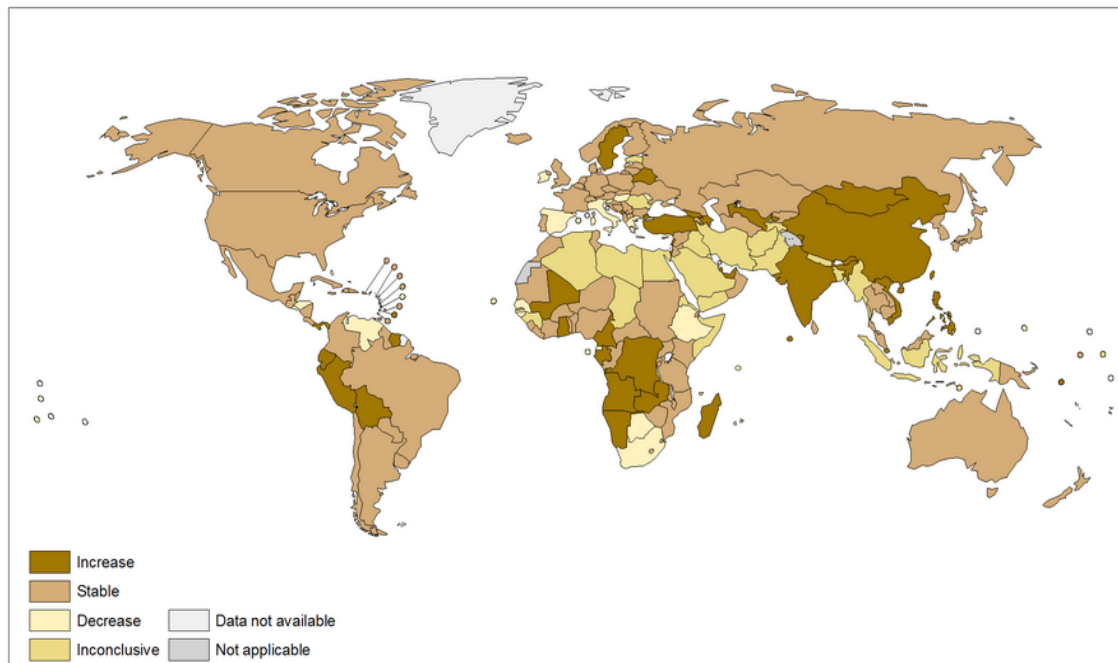 Increase
Stable
Decrease
Data not available
Inconclusive
Not applicable